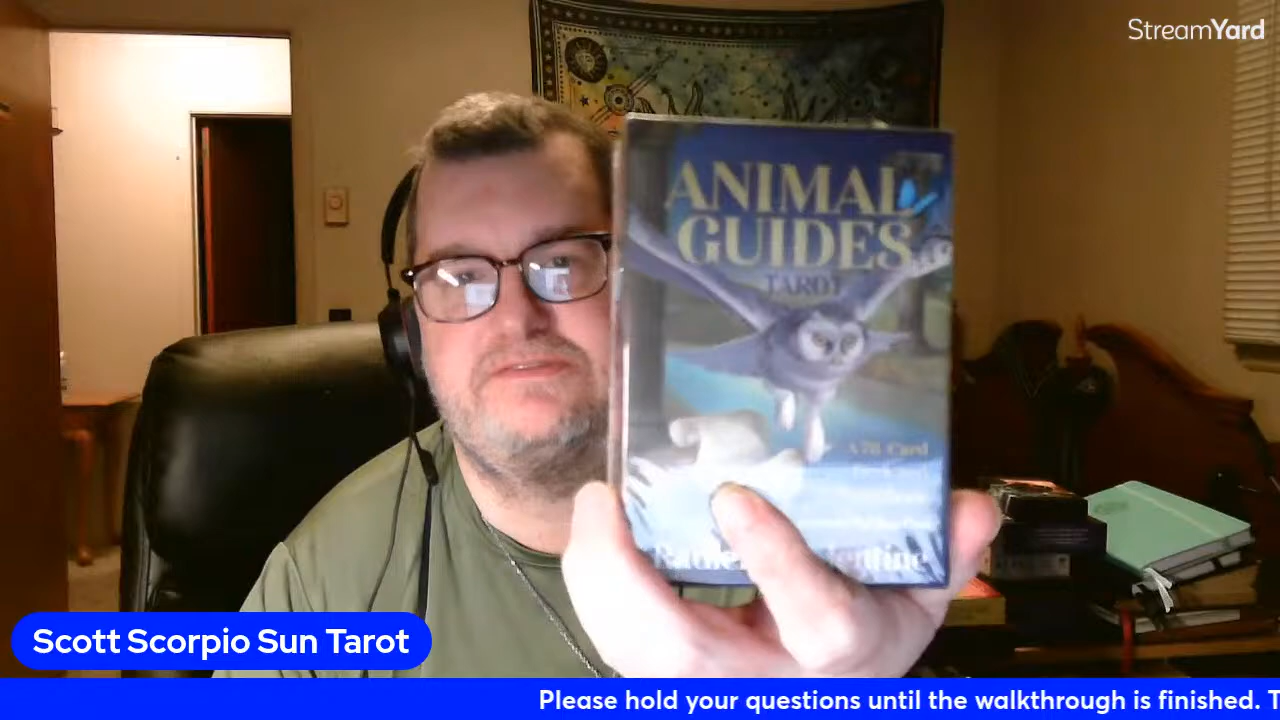 StreamYard
ANIMAL
GUIDES
TAROT
A 78-Card
Scott Scorpio Sun Tarot
Please hold your questions until the walkthrough is finished. T